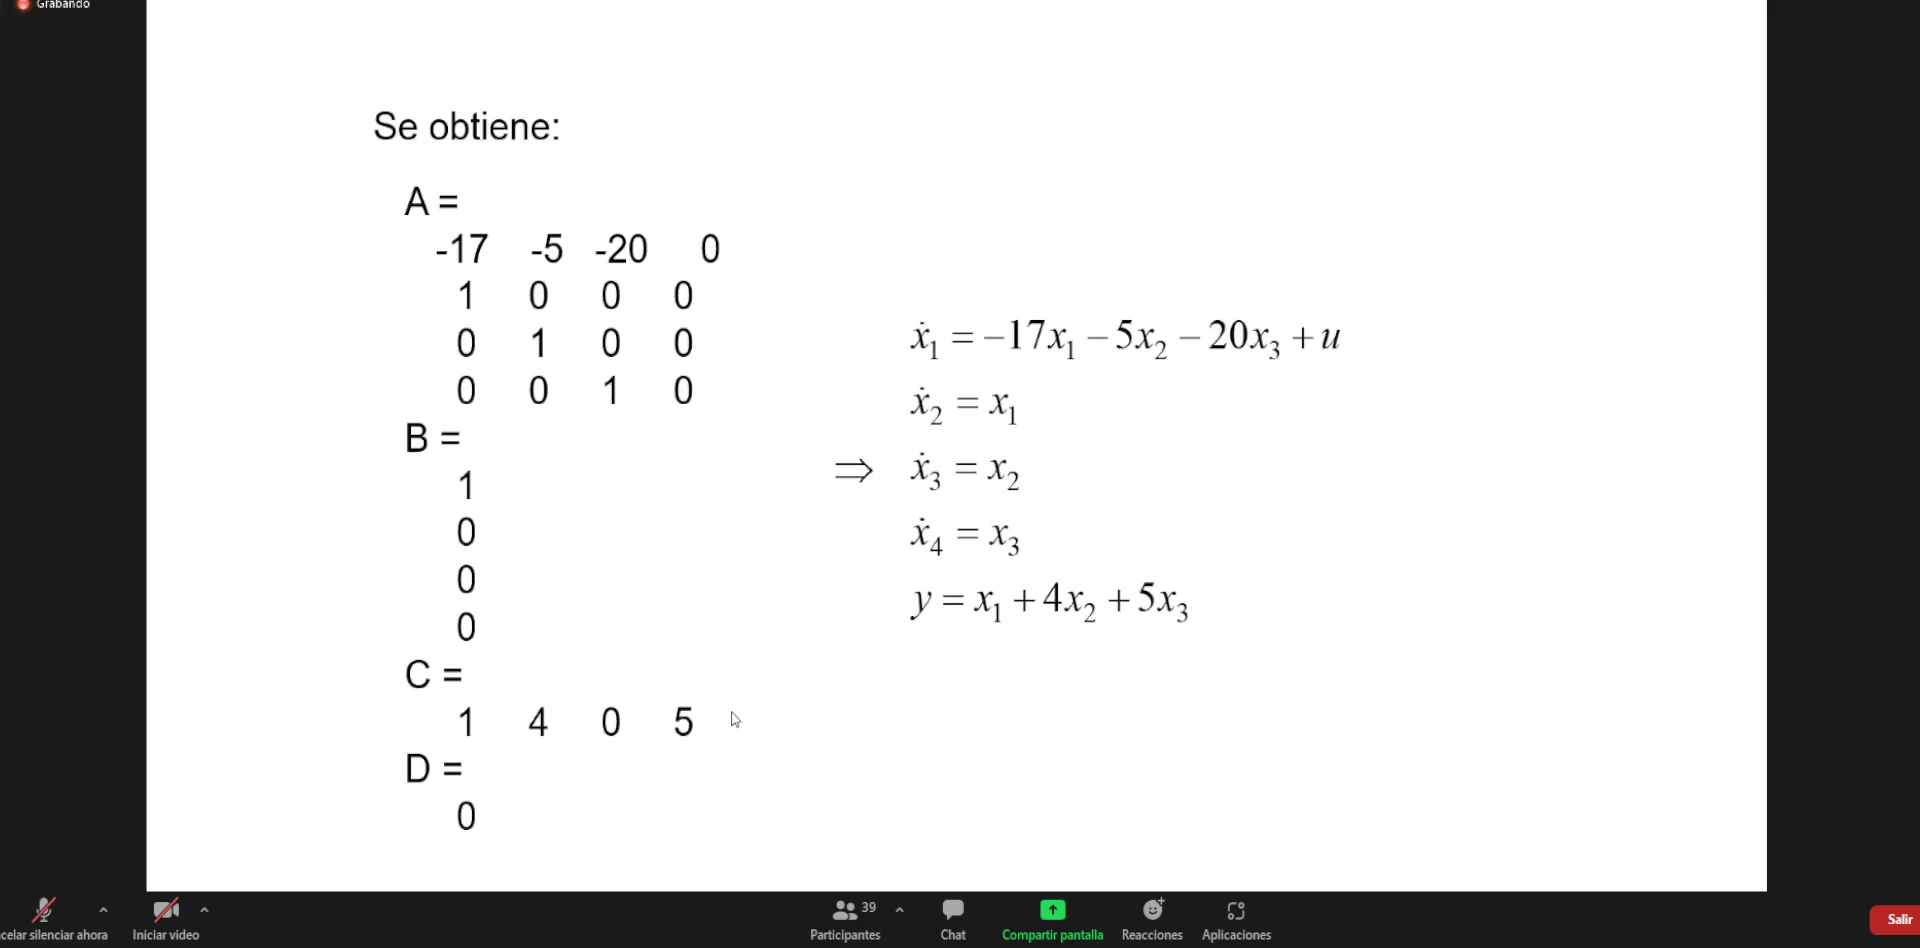 Grabando
Se obtiene:
A =
-17 -5 -20 0
1 0 0 0
0 1 0 0
0 0 1 0
B =
1
0
0
0
C =
1 4 0 5
D =
0
⇒
ẋ₁ = −17x₁ − 5x₂ − 20x₃ + u
ẋ₂ = x₁
ẋ₃ = x₂
ẋ₄ = x₃
y = x₁ + 4x₂ + 5x₃
celar silenciar ahora
Iniciar video
39
Participantes
Chat
Compartir pantalla
Reacciones
Aplicaciones
Salir